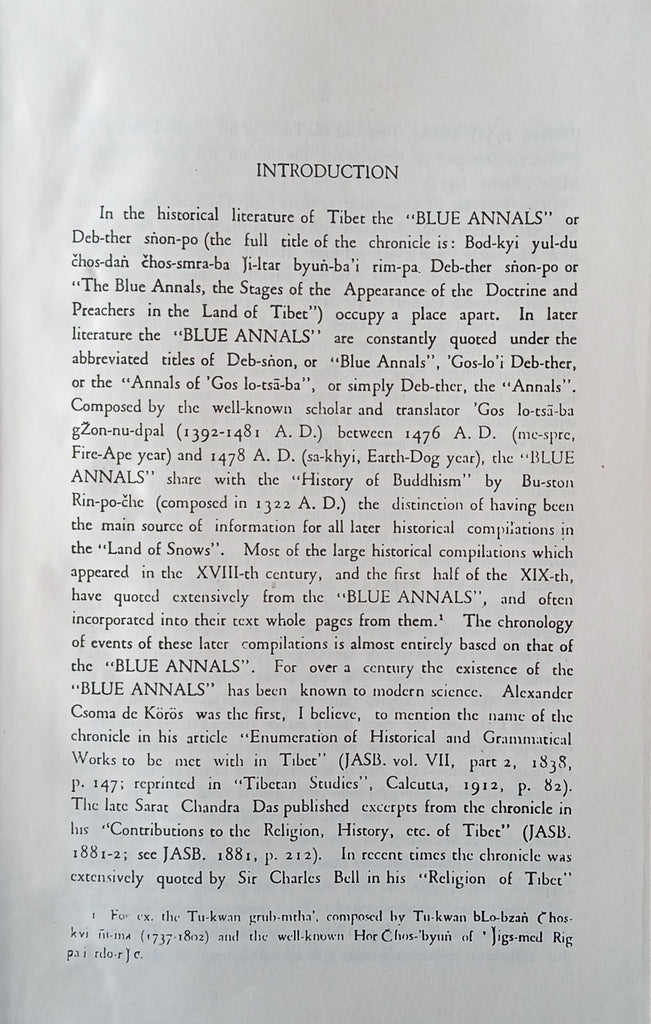 INTRODUCTION
In the historical literature of Tibet the “BLUE ANNALS” or
Deb-ther sṅon-po (the full title of the chronicle is: Bod-kyi yul-du
čhos-daṅ čhos-smra-ba Ji-ltar byuṅ-ba'i rim-pa. Deb-ther sṅon-po or
“The Blue Annals, the Stages of the Appearance of the Doctrine and
Preachers in the Land of Tibet”) occupy a place apart. In later
literature the “BLUE ANNALS” are constantly quoted under the
abbreviated titles of Deb-sṅon, or “Blue Annals”, 'Gos-lo'i Deb-ther,
or the “Annals of 'Gos lo-tsā-ba”, or simply Deb-ther, the “Annals”.
Composed by the well-known scholar and translator 'Gos lo-tsā-ba
gŽon-nu-dpal (1392-1481 A. D.) between 1476 A. D. (me-spre,
Fire-Ape year) and 1478 A. D. (sa-khyi, Earth-Dog year), the “BLUE
ANNALS” share with the “History of Buddhism” by Bu-ston
Rin-po-čhe (composed in 1322 A. D.) the distinction of having been
the main source of information for all later historical compilations in
the “Land of Snows”. Most of the large historical compilations which
appeared in the XVIII-th century, and the first half of the XIX-th,
have quoted extensively from the “BLUE ANNALS”, and often
incorporated into their text whole pages from them.¹ The chronology
of events of these later compilations is almost entirely based on that of
the “BLUE ANNALS”. For over a century the existence of the
“BLUE ANNALS” has been known to modern science. Alexander
Csoma de Körös was the first, I believe, to mention the name of the
chronicle in his article “Enumeration of Historical and Grammatical
Works to be met with in Tibet” (JASB. vol. VII, part 2, 1838,
p. 147; reprinted in “Tibetan Studies”, Calcutta, 1912, p. 82).
The late Sarat Chandra Das published excerpts from the chronicle in
his “Contributions to the Religion, History, etc. of Tibet” (JASB.
1881-2; see JASB. 1881, p. 212). In recent times the chronicle was
extensively quoted by Sir Charles Bell in his “Religion of Tibet”
1 For ex. the Tu-kwan grub-mtha', composed by Tu-kwan bLo-bzaṅ Čhos-
kyi ñi-ma (1737-1802) and the well-known Hor Čhos-'byuṅ of 'Jigs-med Rig
pa'i rdo-rJe.